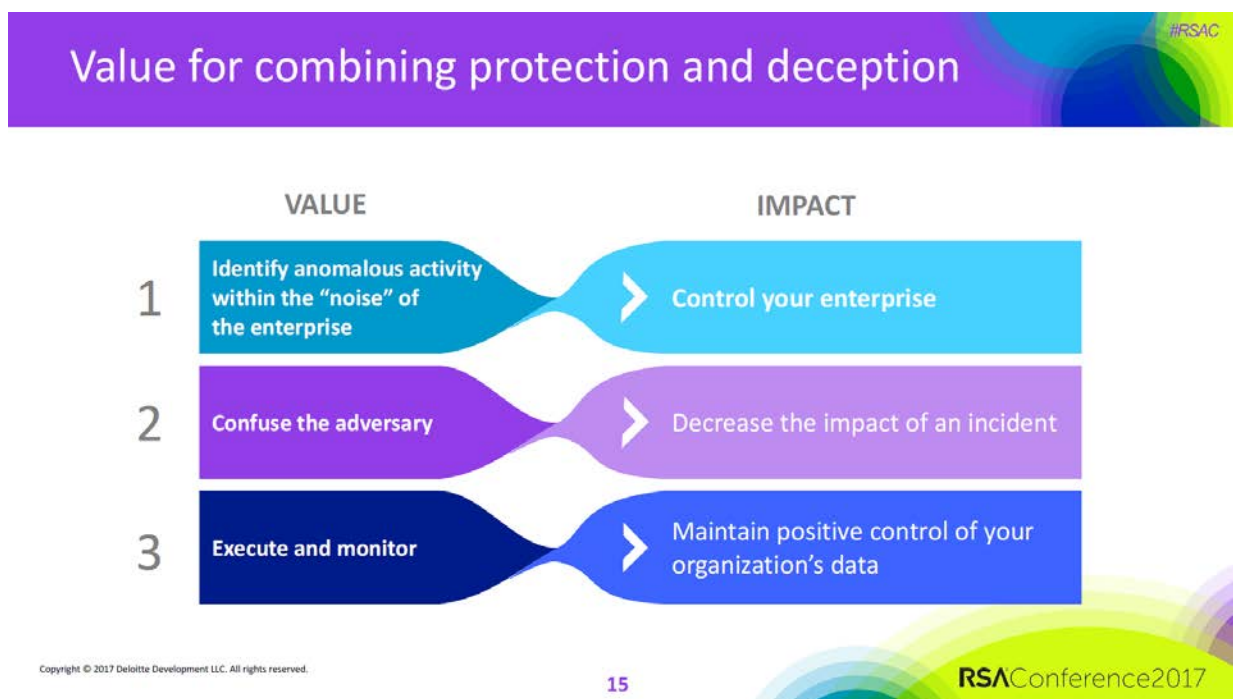 #RSAC
Value for combining protection and deception
VALUE
IMPACT
1
Identify anomalous activity
within the “noise” of
the enterprise
Control your enterprise
2
Confuse the adversary
Decrease the impact of an incident
3
Execute and monitor
Maintain positive control of your
organization’s data
Copyright © 2017 Deloitte Development LLC. All rights reserved.
15
RSAConference2017